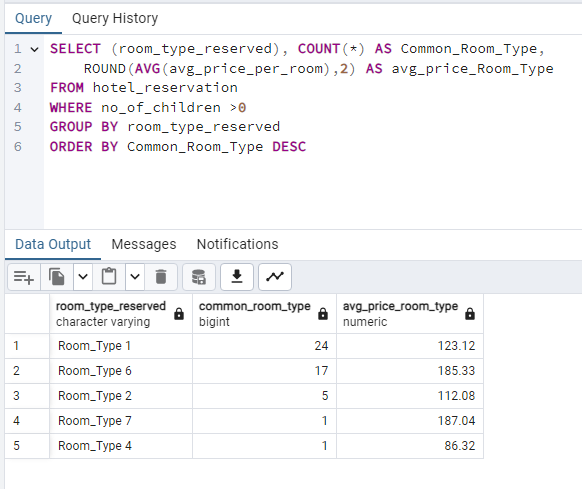 Query Query History
1 SELECT (room_type_reserved), COUNT(*) AS Common_Room_Type,
2 ROUND(AVG(avg_price_per_room),2) AS avg_price_Room_Type
3 FROM hotel_reservation
4 WHERE no_of_children >0
5 GROUP BY room_type_reserved
6 ORDER BY Common_Room_Type DESC
Data Output Messages Notifications
room_type_reserved common_room_type avg_price_room_type
character varying bigint numeric
1 Room_Type 1 24 123.12
2 Room_Type 6 17 185.33
3 Room_Type 2 5 112.08
4 Room_Type 7 1 187.04
5 Room_Type 4 1 86.32